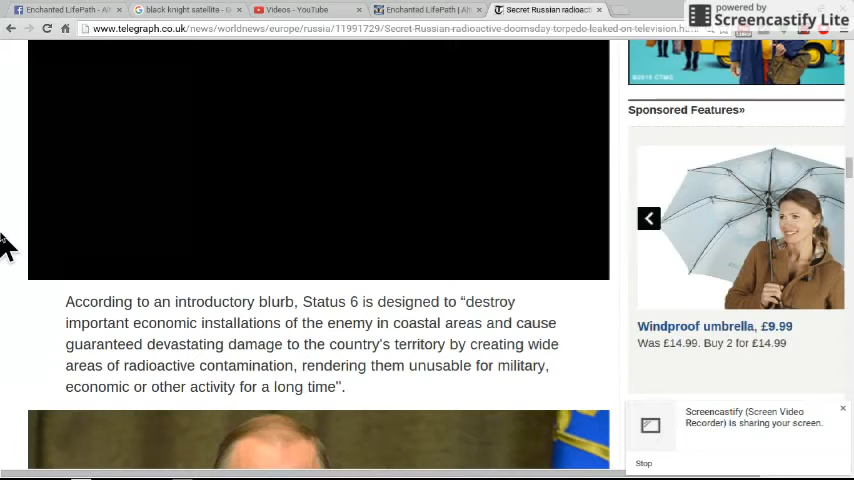 Enchanted LifePath - Al
black knight satellite - G
Videos - YouTube
Enchanted LifePath | Alt
Secret Russian radioact
powered by
Screencastify Lite
www.telegraph.co.uk/news/worldnews/europe/russia/11991729/Secret-Russian-radioactive-doomsday-torpedo-leaked-on-television.h
©2015 CTMC
Sponsored Features»
According to an introductory blurb, Status 6 is designed to “destroy
important economic installations of the enemy in coastal areas and cause
guaranteed devastating damage to the country's territory by creating wide
areas of radioactive contamination, rendering them unusable for military,
economic or other activity for a long time".
Windproof umbrella, £9.99
Was £14.99. Buy 2 for £14.99
Screencastify (Screen Video
Recorder) is sharing your screen.
Stop